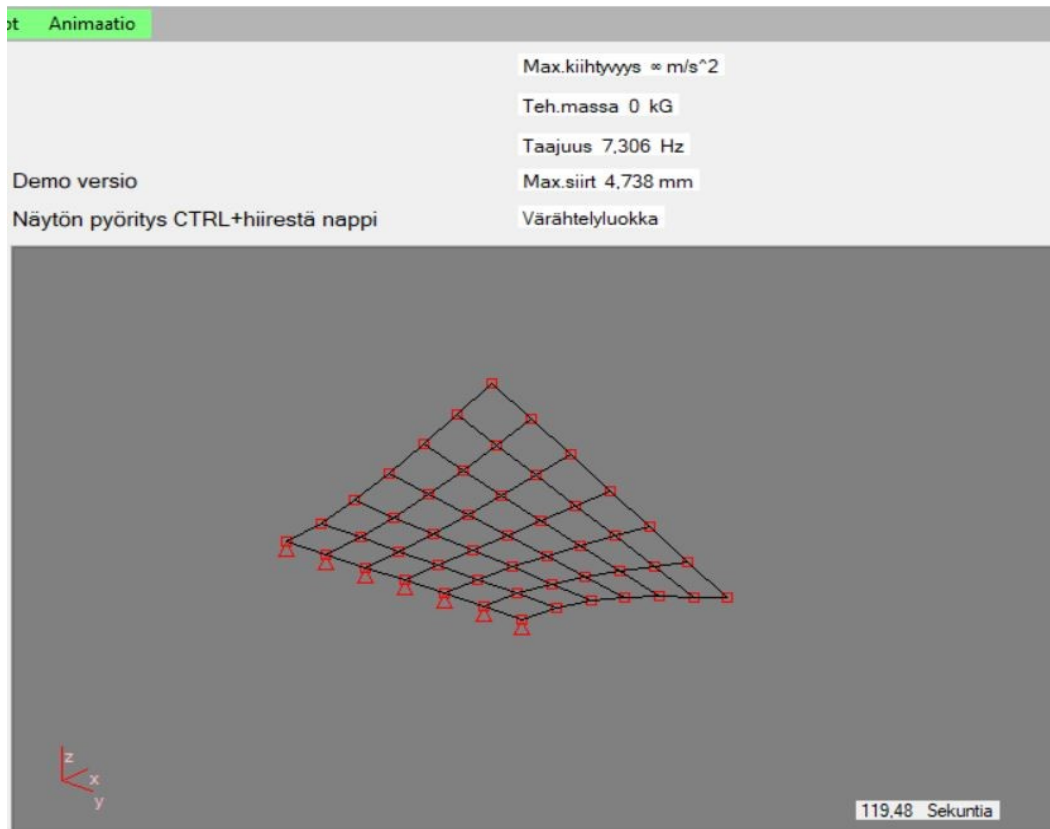 ot Animaatio
Max.kiihtyvyys ∞ m/s^2
Teh.massa 0 kG
Taajuus 7,306 Hz
Demo versio
Max.siirt 4,738 mm
Näytön pyöritys CTRL+hiirestä nappi
Värähtelyluokka
z
x
y
119,48 Sekuntia